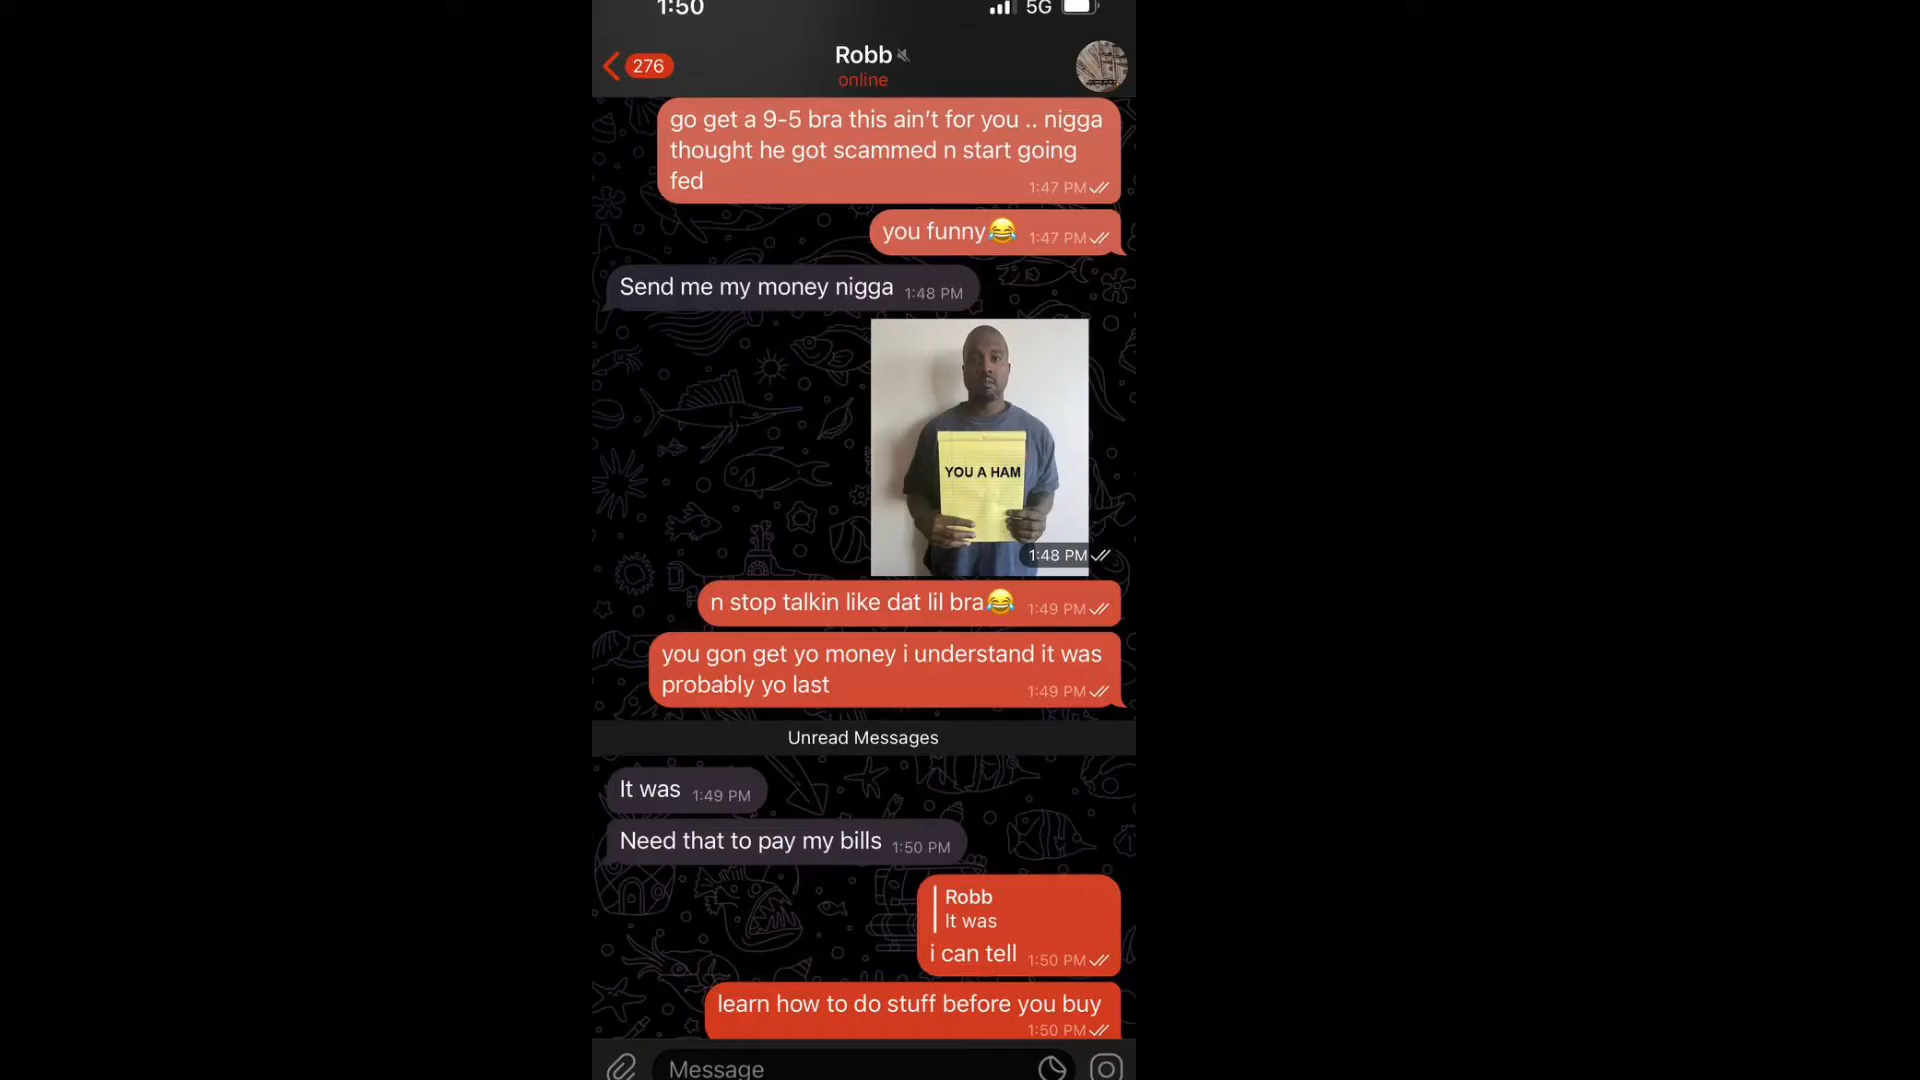 1:50
5G
276
Robb
online
go get a 9-5 bra this ain't for you .. nigga
thought he got scammed n start going
fed
1:47 PM
you funny😂
1:47 PM
Send me my money nigga
1:48 PM
YOU A HAM
1:48 PM
n stop talkin like dat lil bra😂
1:49 PM
you gon get yo money i understand it was
probably yo last
1:49 PM
Unread Messages
It was
1:49 PM
Need that to pay my bills
1:50 PM
Robb
It was
i can tell
1:50 PM
learn how to do stuff before you buy
1:50 PM
Message